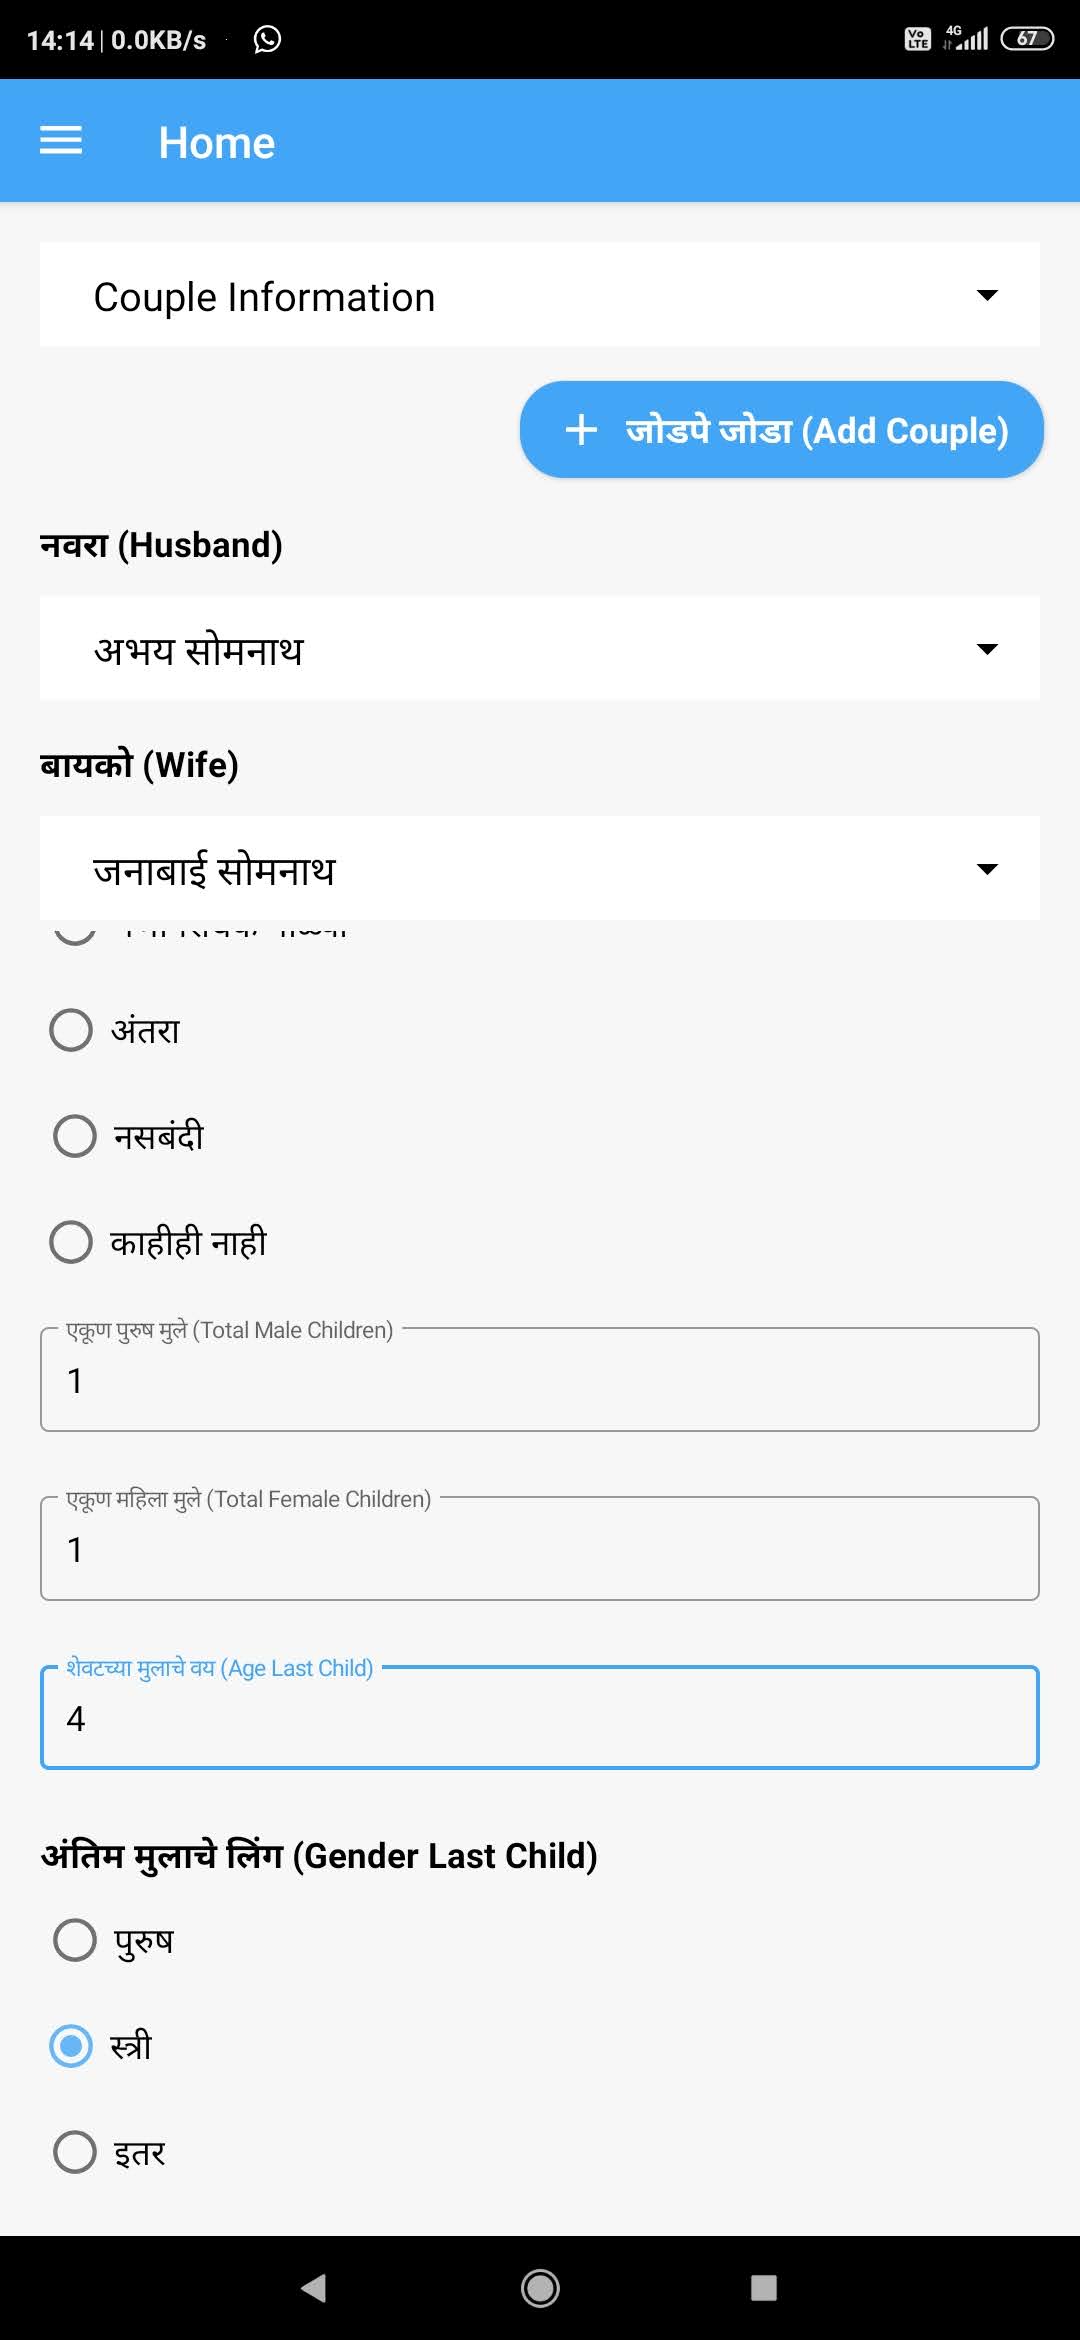 14:14 | 0.0KB/s
Vo LTE 4G 67
Home
Couple Information
+ जोडपे जोडा (Add Couple)
नवरा (Husband)
अभय सोमनाथ
बायको (Wife)
जनाबाई सोमनाथ
अंतरा
नसबंदी
काहीही नाही
एकूण पुरुष मुले (Total Male Children)
1
एकूण महिला मुले (Total Female Children)
1
शेवटच्या मुलाचे वय (Age Last Child)
4
अंतिम मुलाचे लिंग (Gender Last Child)
पुरुष
स्त्री
इतर